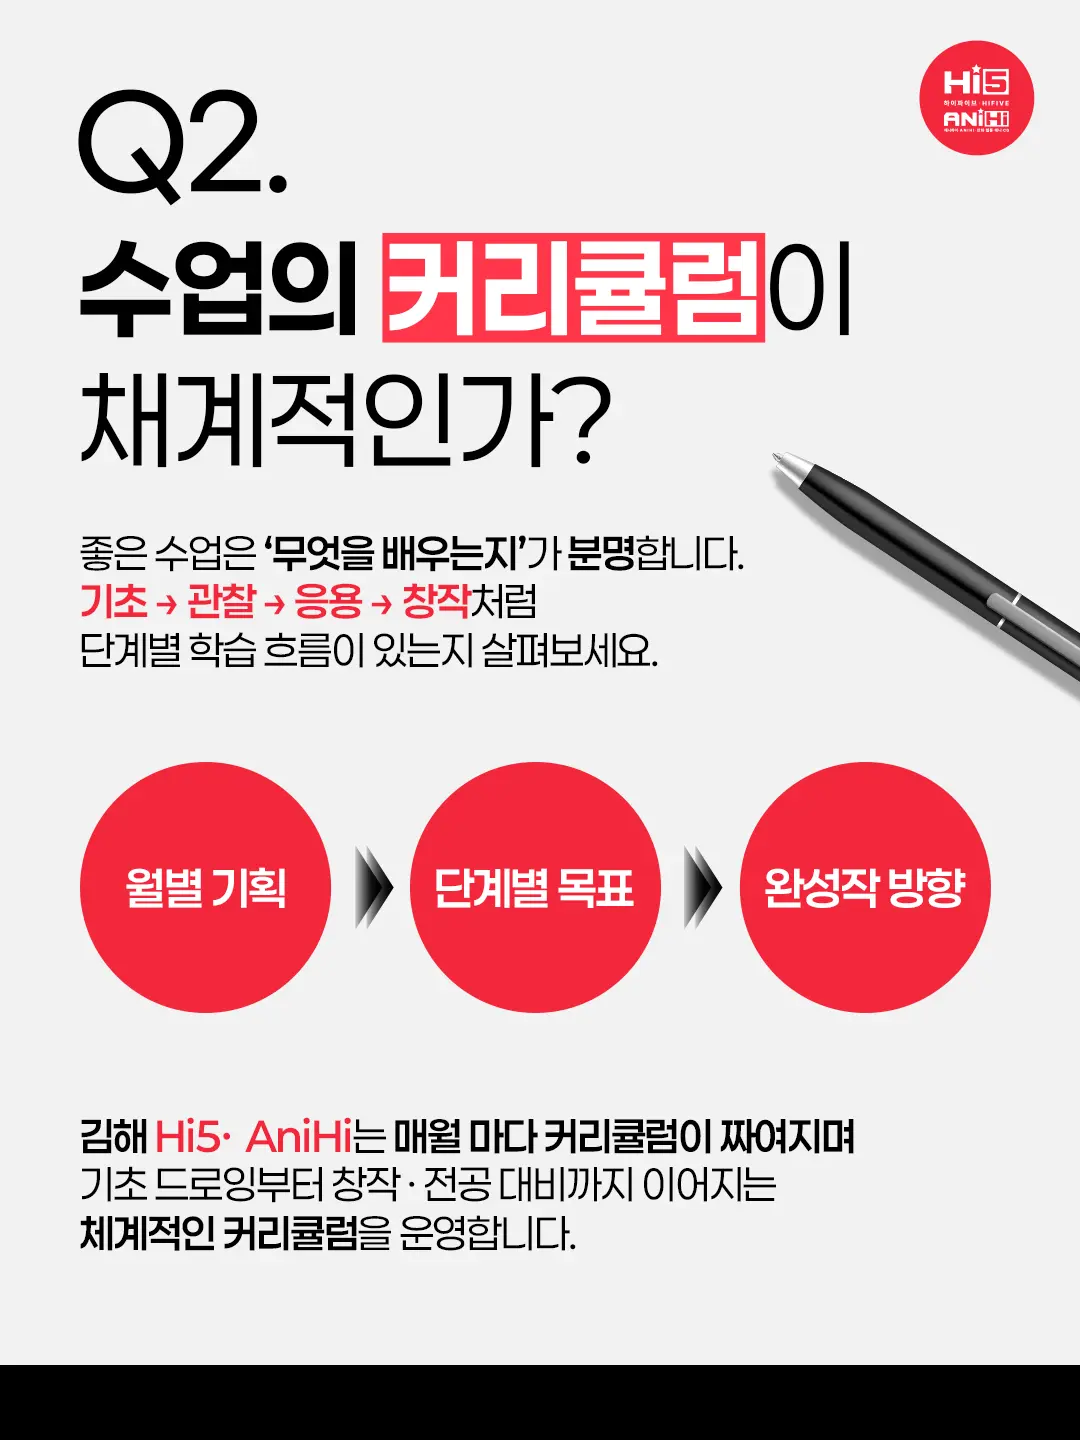 Hi5
하이파이브 · HIFIVE
ANiHi
Q2.
수업의 커리큘럼이
채계적인가?
좋은 수업은 ‘무엇을 배우는지’가 분명합니다.
기초 → 관찰 → 응용 → 창작처럼
단계별 학습 흐름이 있는지 살펴보세요.
월별 기획
단계별 목표
완성작 방향
김해 Hi5· AniHi는 매월 마다 커리큘럼이 짜여지며
기초 드로잉부터 창작 · 전공 대비까지 이어지는
체계적인 커리큘럼을 운영합니다.